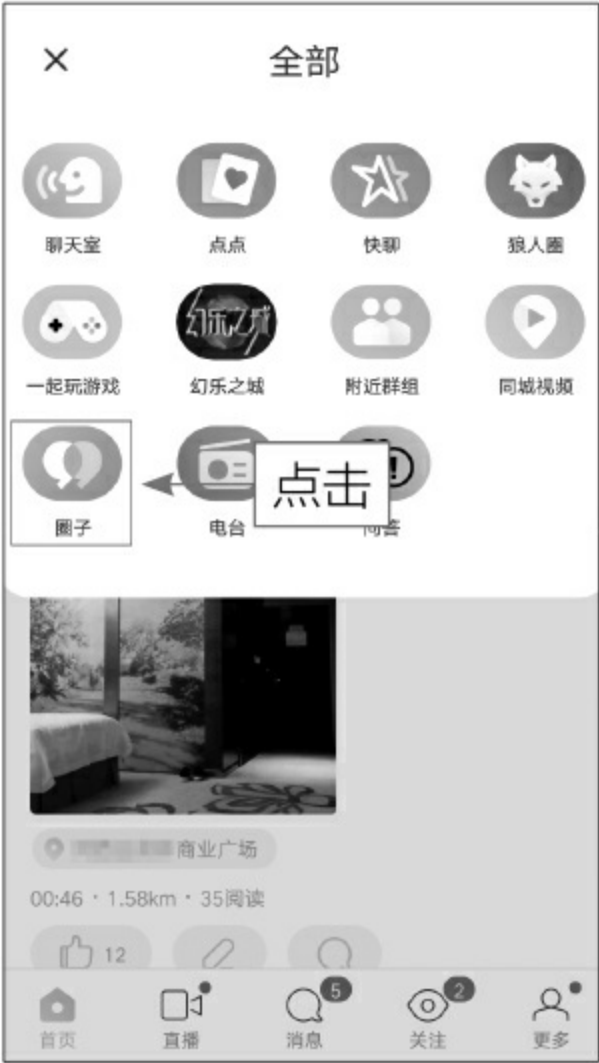 全部
聊天室 点点 快聊 狼人圈
幻乐之城
一起玩游戏 幻乐之城 附近群组 同城视频
点击
圈子 电台 问答
商业广场
00:46 · 1.58km · 35阅读
12
5 2
首页 直播 消息 关注 更多